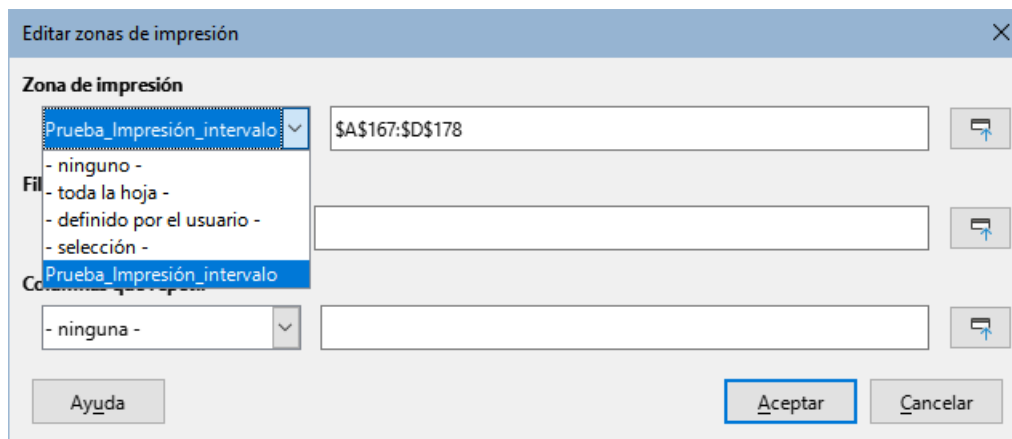 Editar zonas de impresión
Zona de impresión
Prueba_Impresión_intervalo $A$167:$D$178
- ninguno -
Fil
- toda la hoja -
- definido por el usuario -
- selección -
Prueba_Impresión_intervalo
- ninguna -
Ayuda Aceptar Cancelar